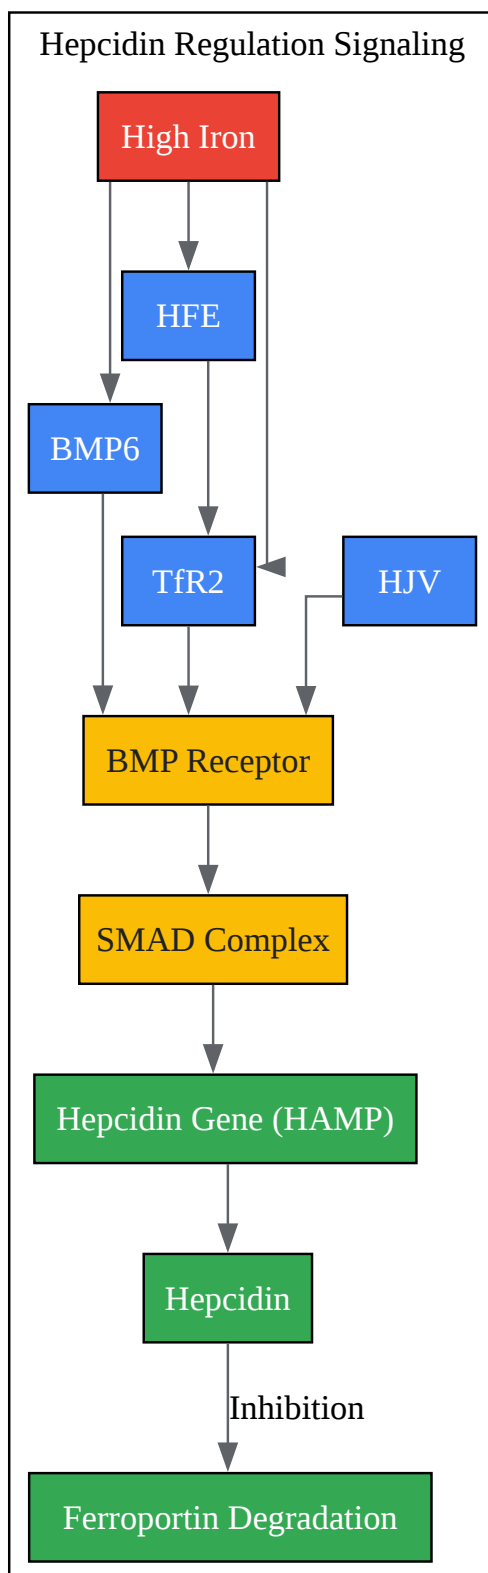 Hepcidin Regulation Signaling
High Iron
HFE
BMP6
TfR2
HJV
BMP Receptor
SMAD Complex
Hepcidin Gene (HAMP)
Hepcidin
Inhibition
Ferroportin Degradation